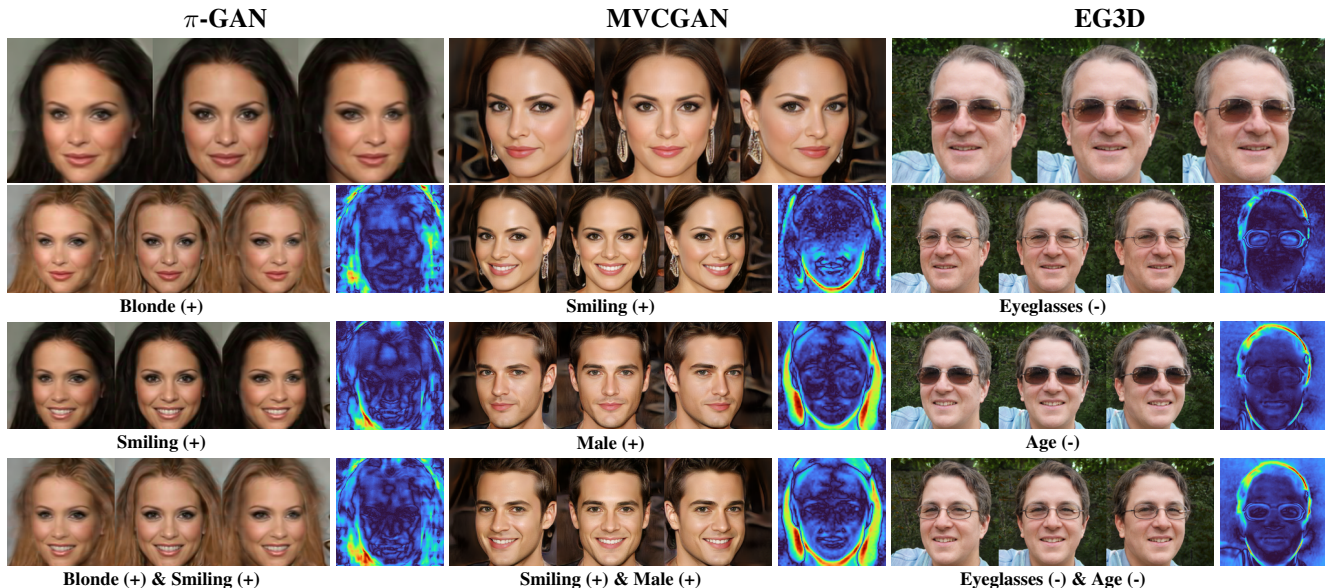 π-GAN MVCGAN EG3D
Blonde (+) Smiling (+) Eyeglasses (-)
Smiling (+) Male (+) Age (-)
Blonde (+) & Smiling (+) Smiling (+) & Male (+) Eyeglasses (-) & Age (-)